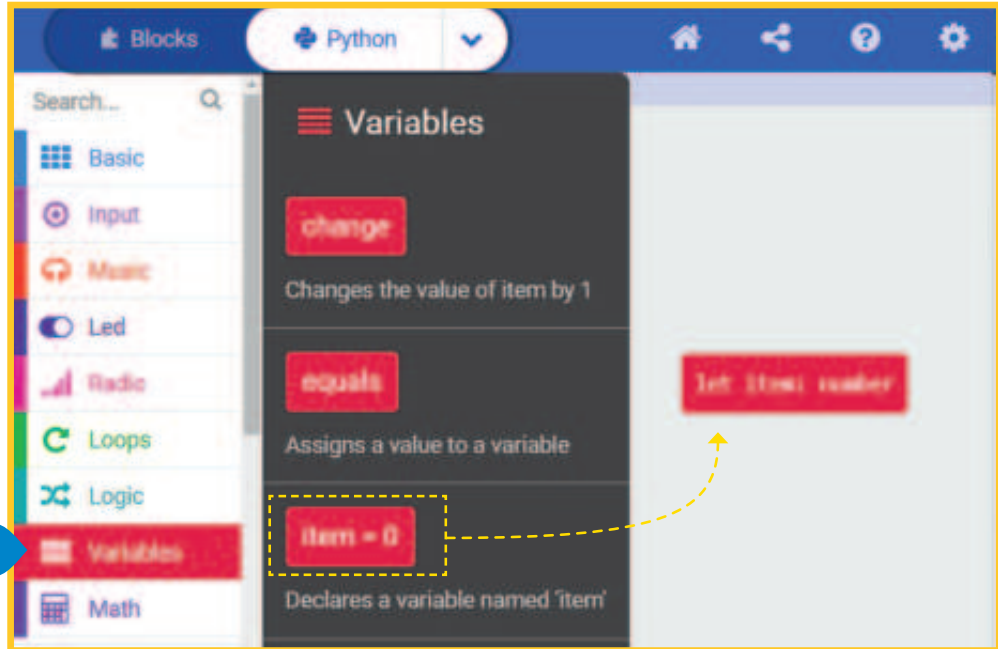 Blocks
Python
Search...
Basic
Input
Music
Led
Radio
Loops
Logic
Variables
Math
Variables
change
Changes the value of item by 1
equals
Assigns a value to a variable
item = 0
Declares a variable named 'item'
let item: number